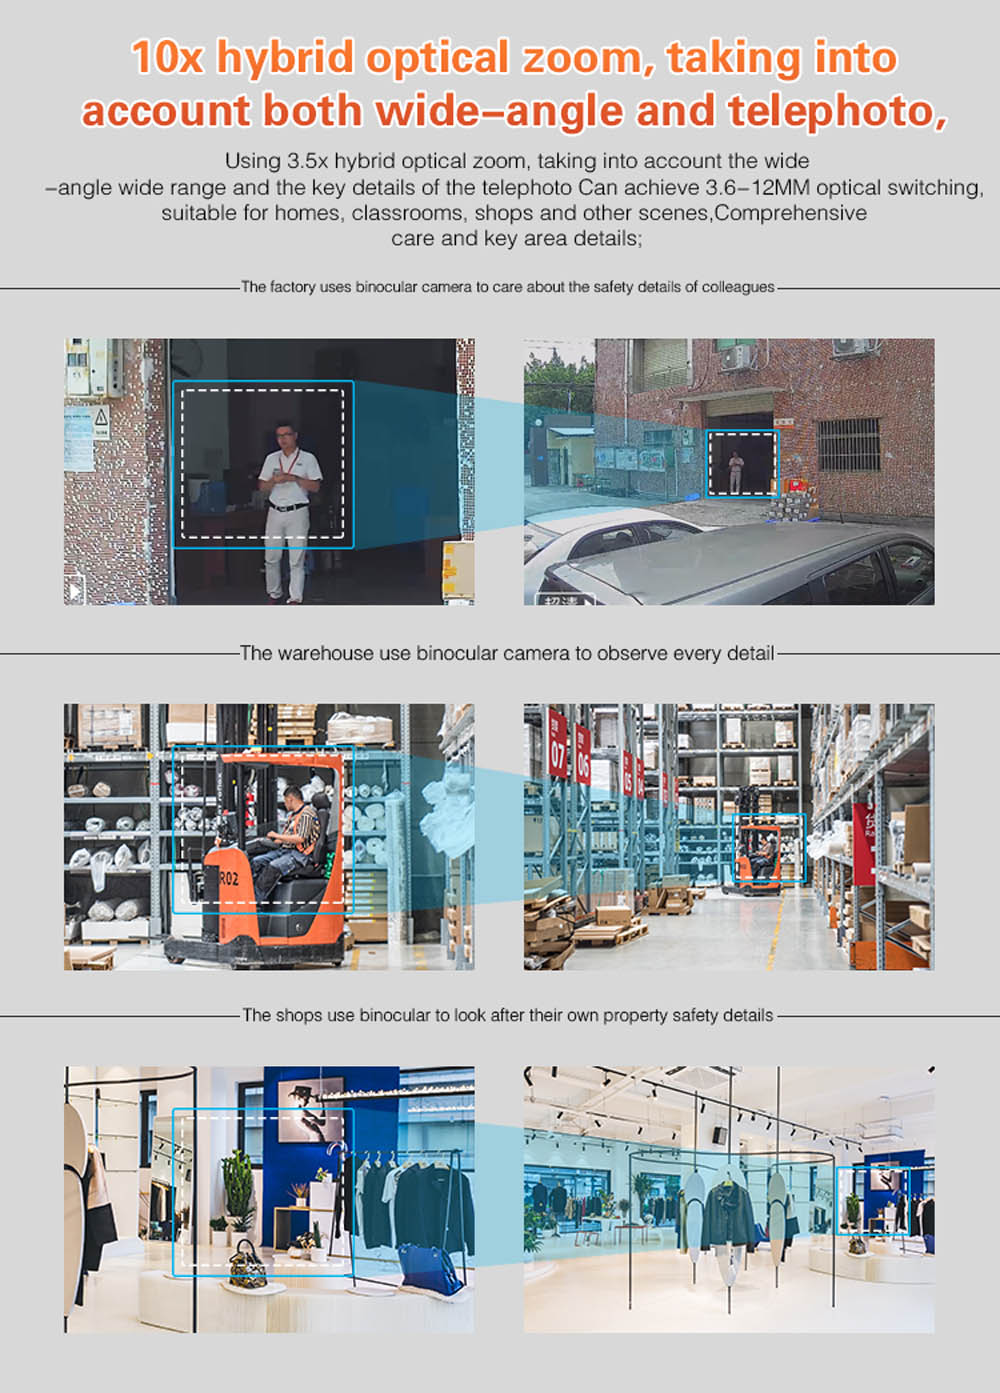 10x hybrid optical zoom, taking into
account both wide-angle and telephoto,
Using 3.5x hybrid optical zoom, taking into account the wide
-angle wide range and the key details of the telephoto Can achieve 3.6-12MM optical switching,
suitable for homes, classrooms, shops and other scenes,Comprehensive
care and key area details;
The factory uses binocular camera to care about the safety details of colleagues
超清
The warehouse use binocular camera to observe every detail
R02
07
06
05
The shops use binocular to look after their own property safety details